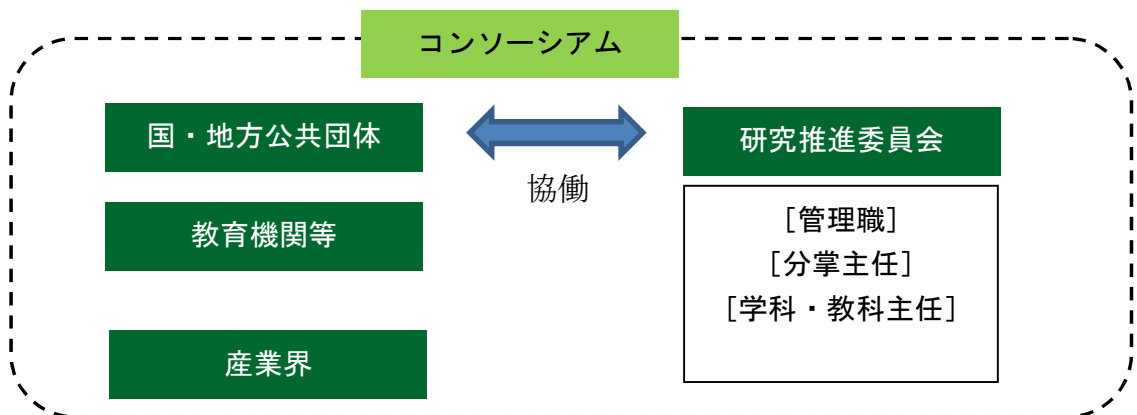 コンソーシアム
国・地方公共団体
教育機関等
産業界
協働
研究推進委員会
[管理職]
[分掌主任]
[学科・教科主任]